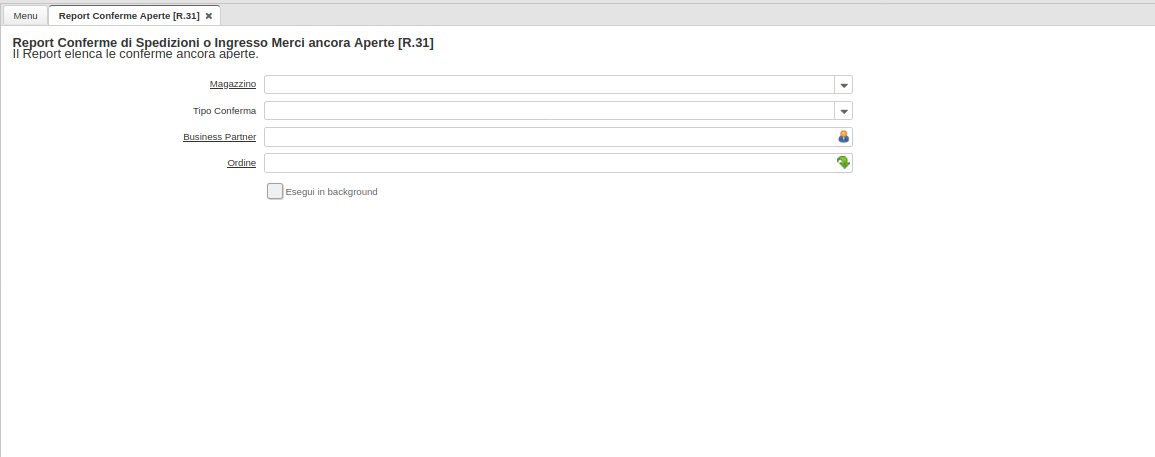 Menu
Report Conferme Aperte [R.31]
Report Conferme di Spedizioni o Ingresso Merci ancora Aperte [R.31]
Il Report elenca le conferme ancora aperte.
Magazzino
Tipo Conferma
Business Partner
Ordine
Esegui in background